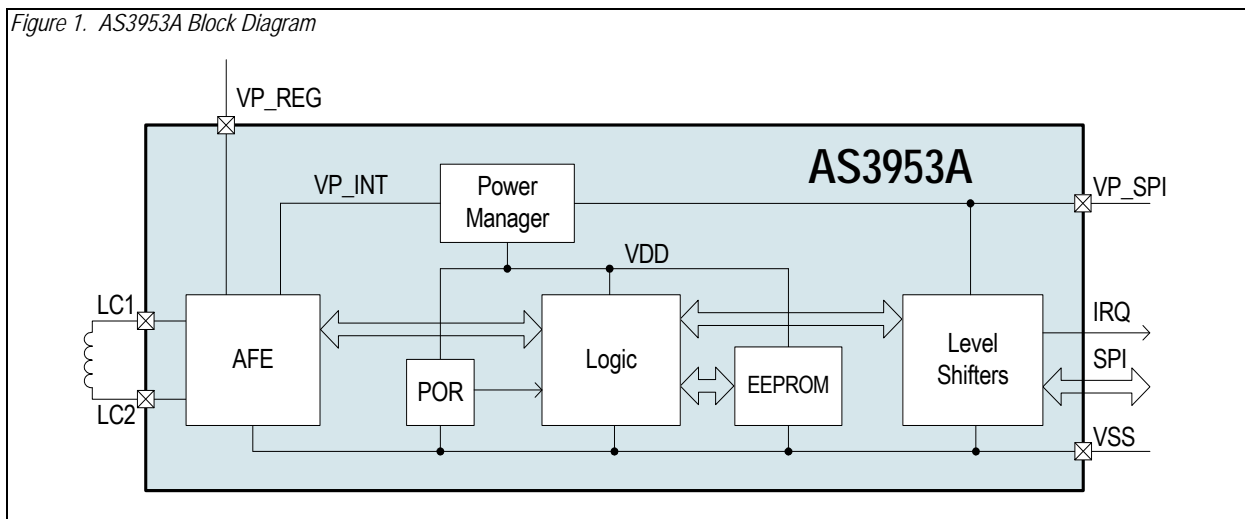 Figure 1. AS3953A Block Diagram
VP_REG
AS3953A
VP_INT
Power
Manager
VP_SPI
VDD
LC1
AFE
LC2
POR
Logic
EEPROM
Level
Shifters
IRQ
SPI
VSS